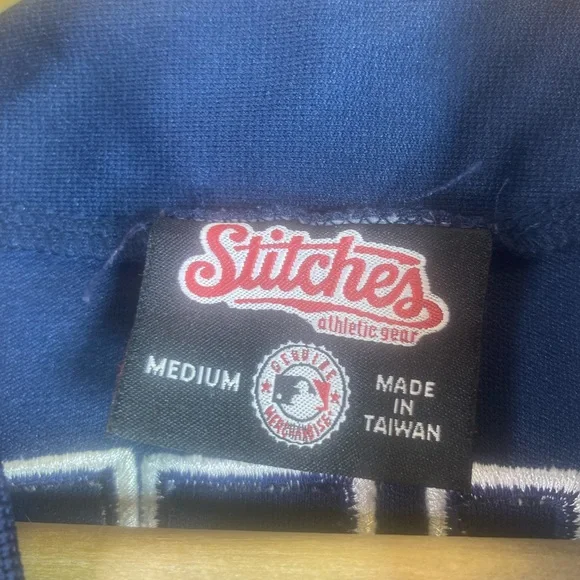 Stitches
athletic gear
MEDIUM
GENUINE
MERCHANDISE
MADE
IN
TAIWAN